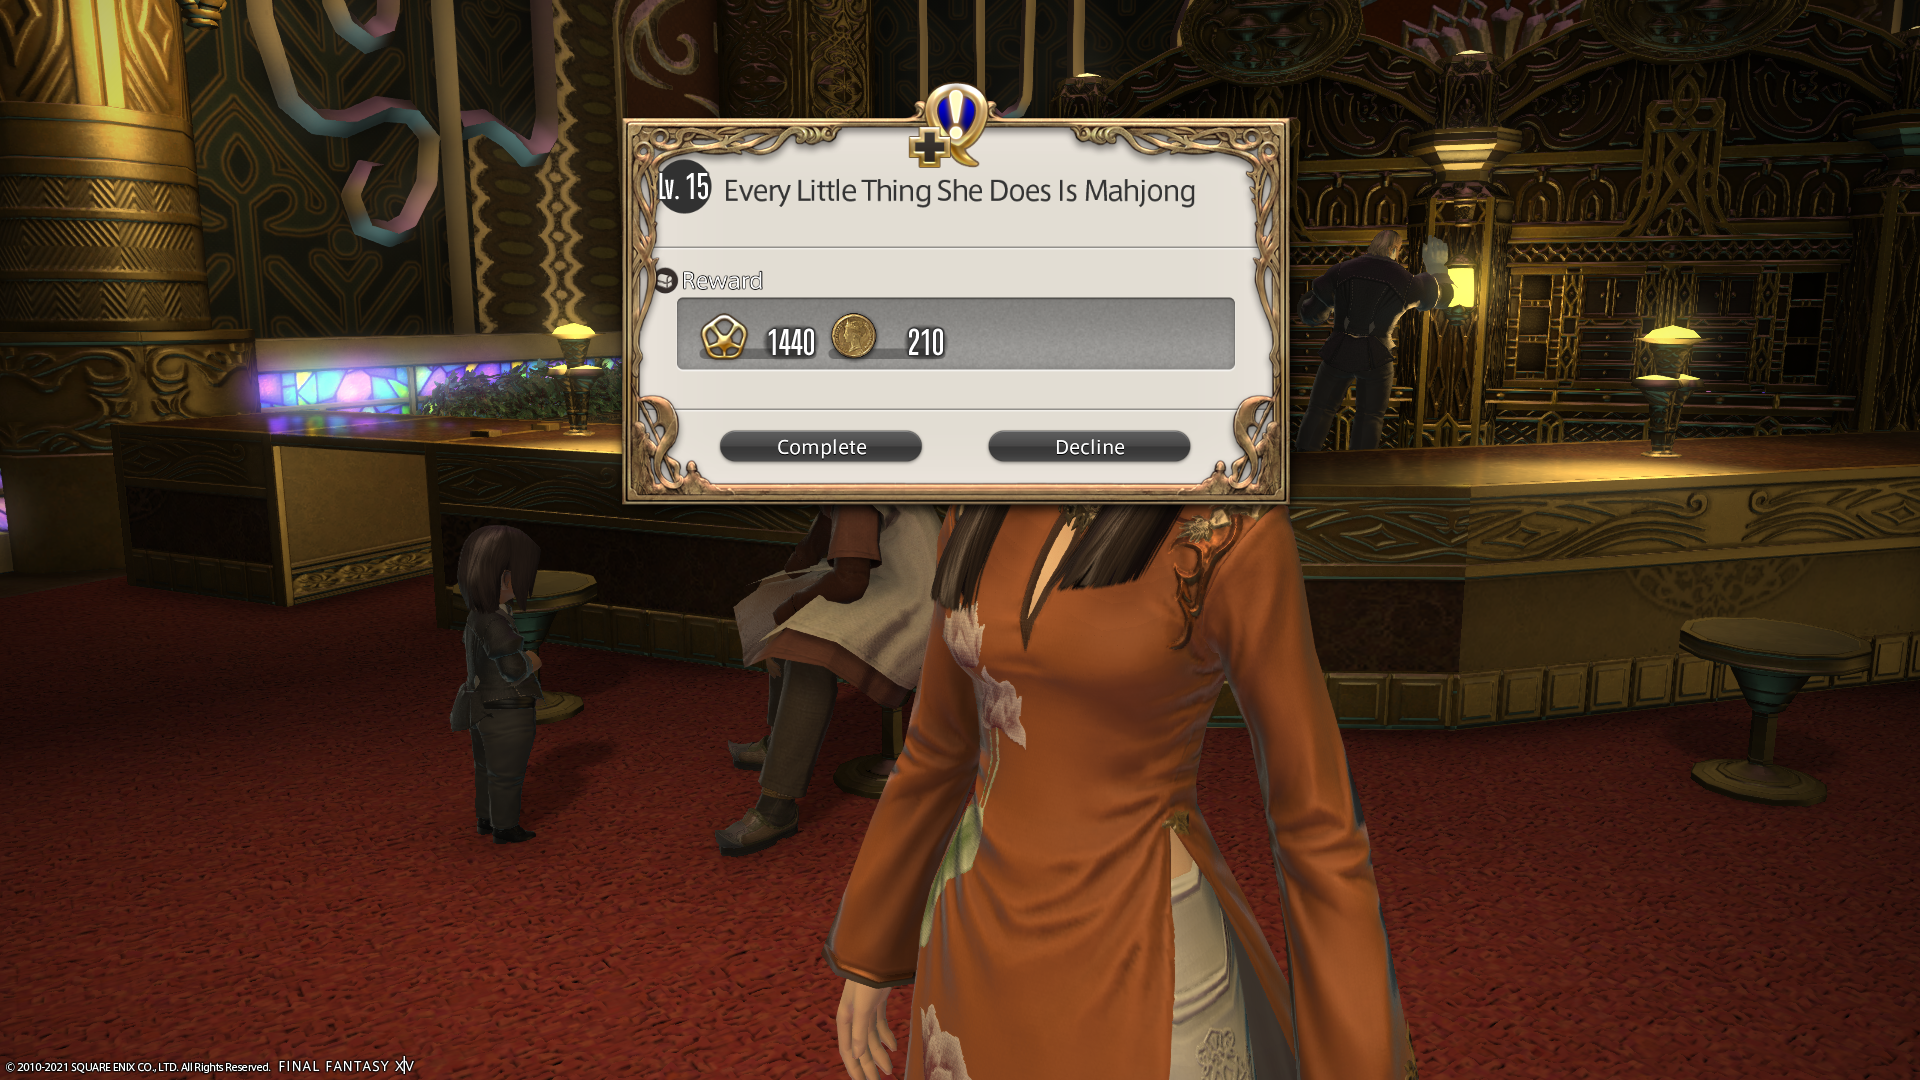 Lv. 15 Every Little Thing She Does Is Mahjong
Reward
1440 210
Complete Decline
© 2010-2021 SQUARE ENIX CO., LTD. All Rights Reserved. FINAL FANTASY XIV